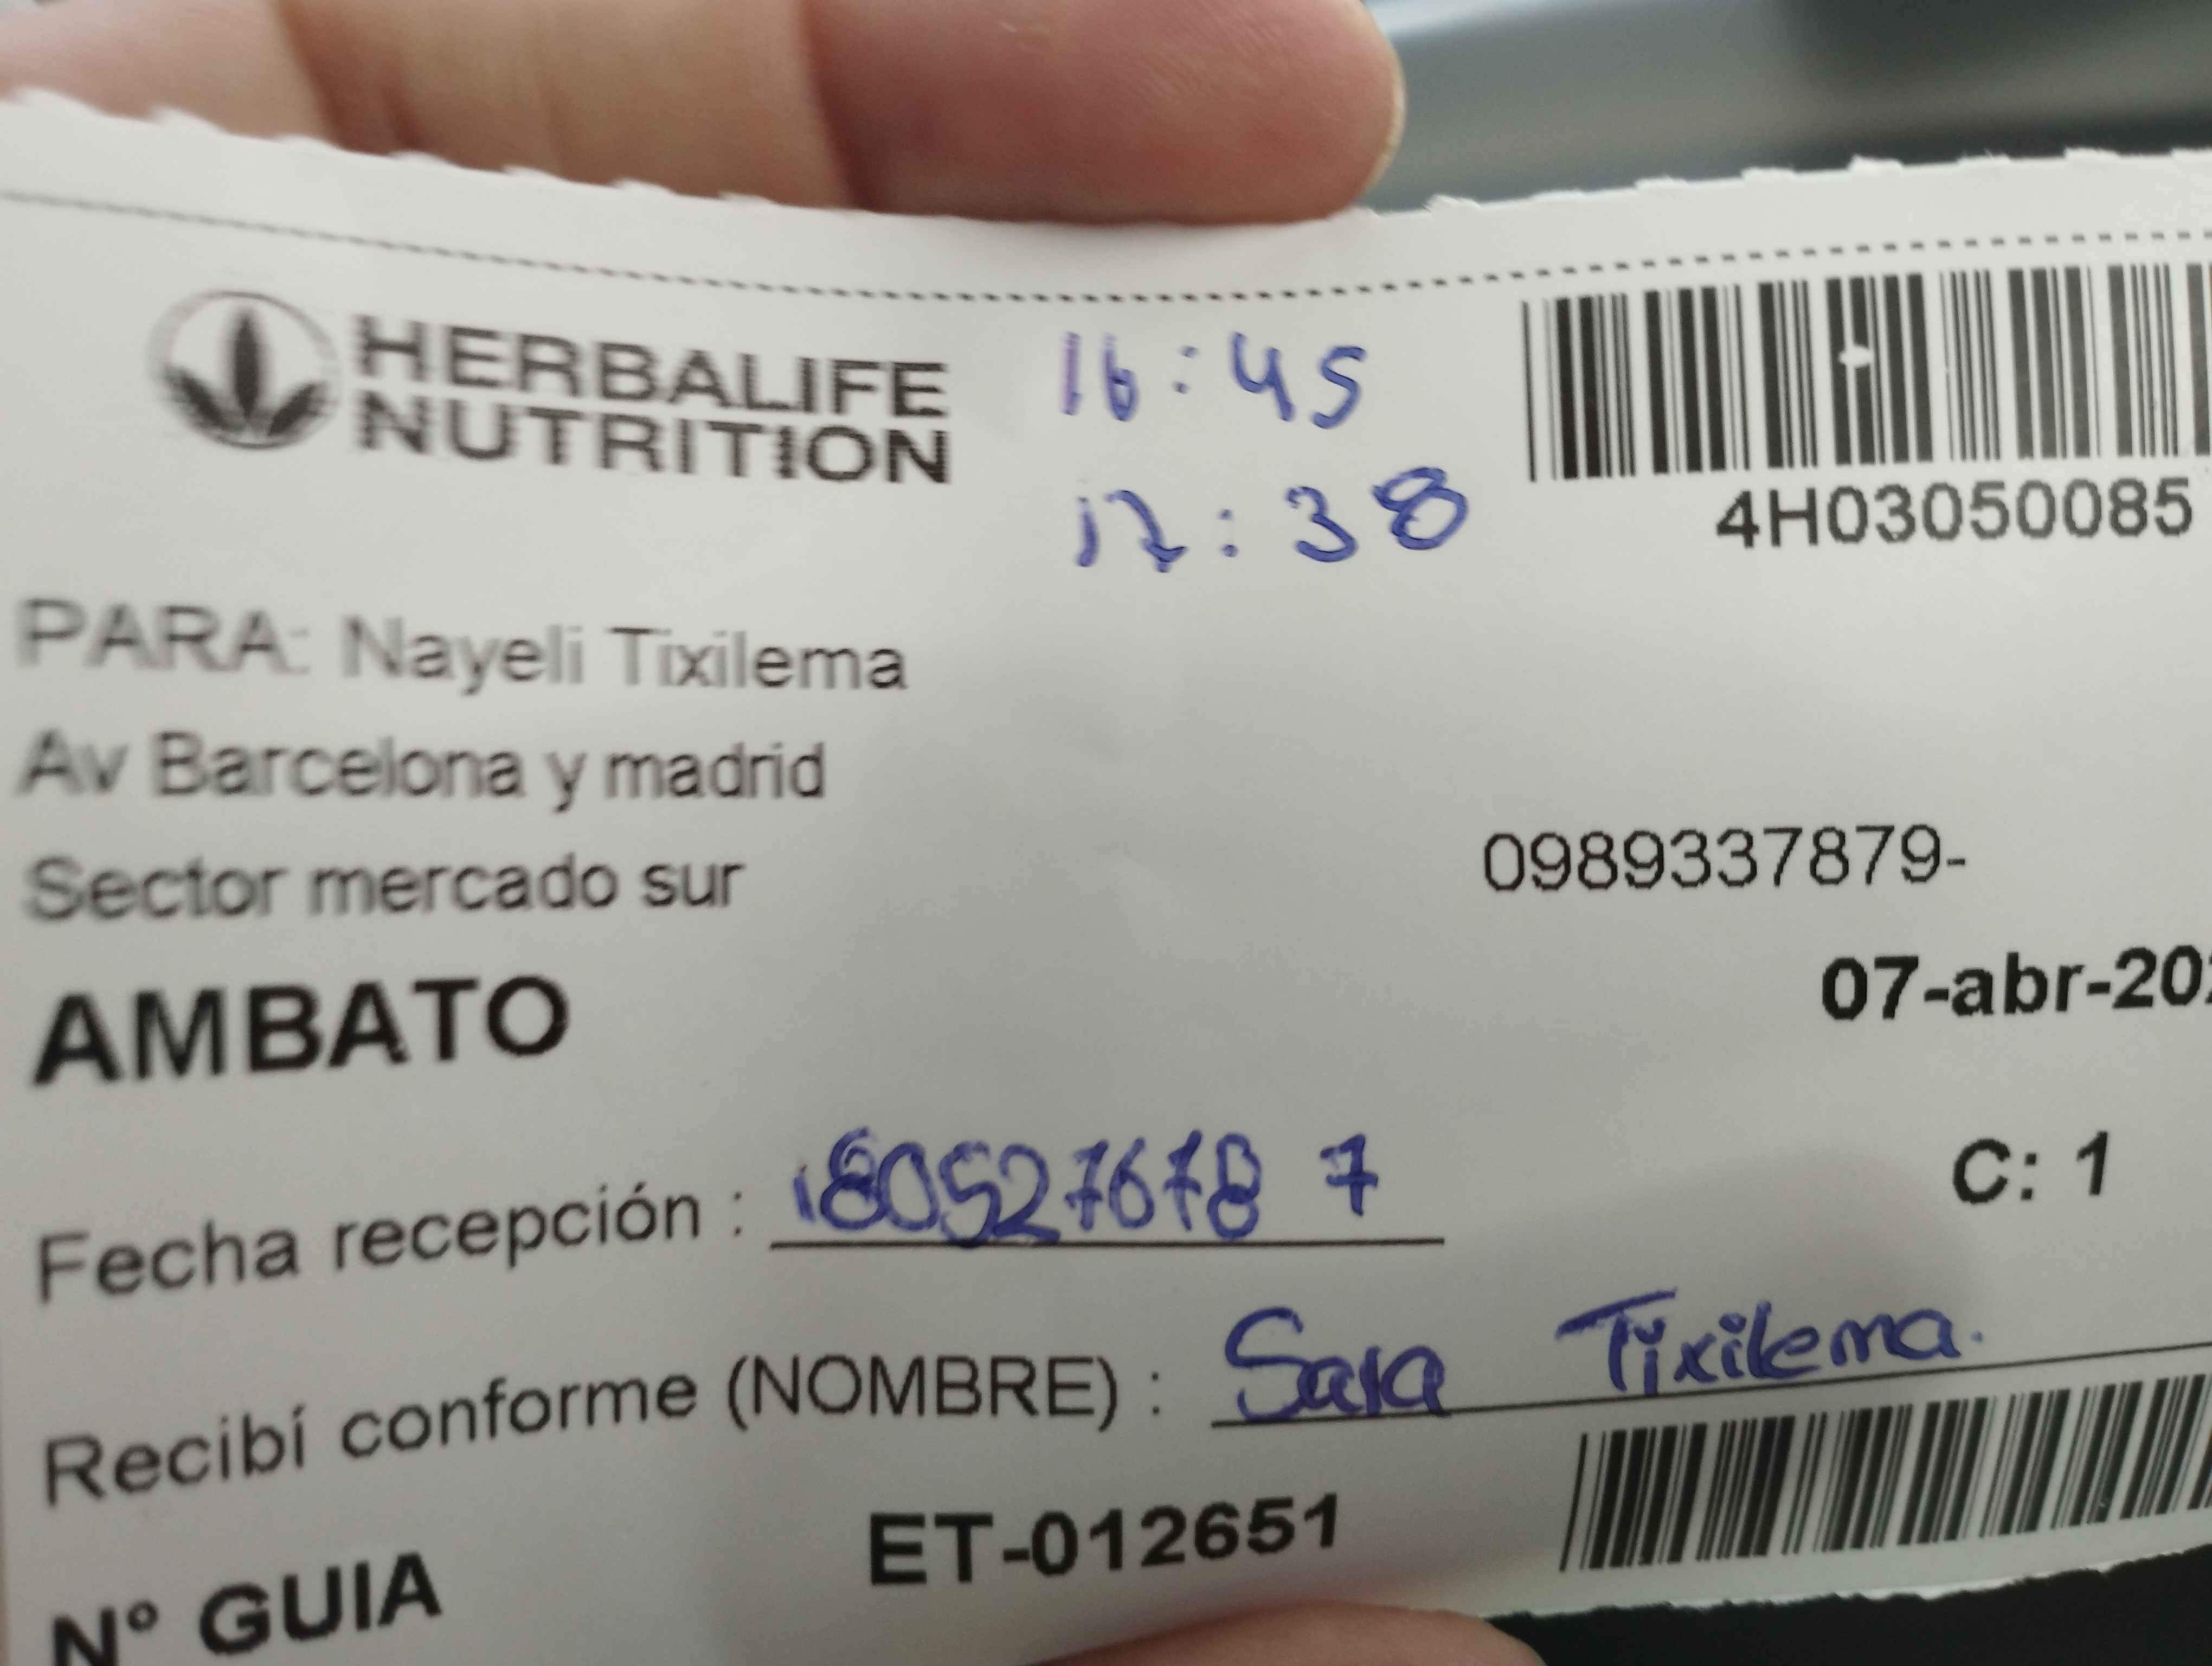 HERBALIFE
NUTRITION
16:45
17:38
4H03050085
PARA: Nayeli Tixilema
Av Barcelona y madrid
Sector mercado sur
0989337879-
AMBATO
07-abr-20
C: 1
Fecha recepción : 180527678 7
Recibí conforme (NOMBRE) : Sara Tixilema.
N° GUIA ET-012651